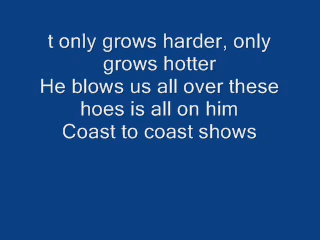 t only grows harder, only
grows hotter
He blows us all over these
hoes is all on him
Coast to coast shows